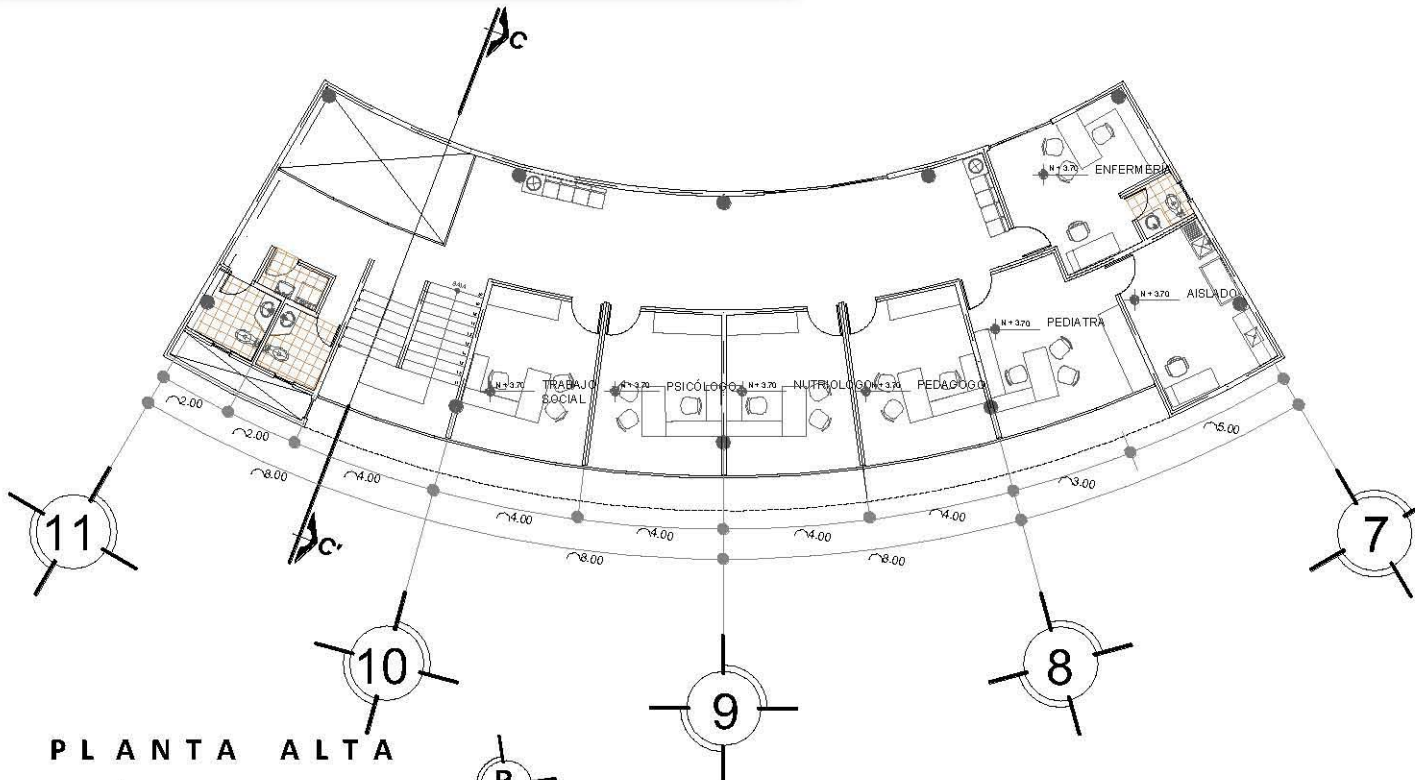 C
N + 3.70 ENFERMERIA
N + 3.70 AISLADO
N + 3.70 PEDIATRA
BAJA
N + 3.70 TRABAJO
SOCIAL
N + 3.70 PSICÓLOGO
N + 3.70 NUTRIOLOGO
N + 3.70 PEDAGOGO
2.00
2.00
8.00
4.00
4.00
4.00
4.00
4.00
3.00
5.00
8.00
8.00
C'
11
10
9
8
7
PLANTA ALTA
B